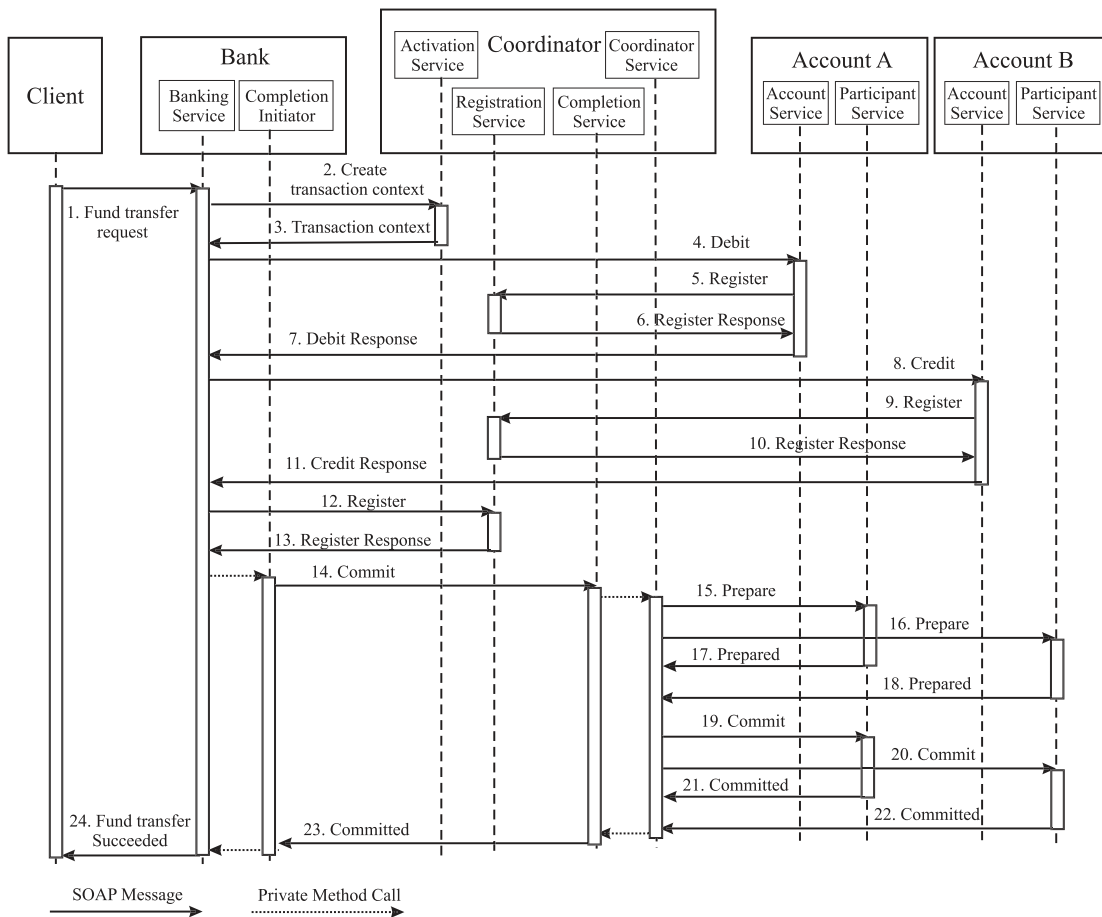 Client
Bank
Banking
Service
Completion
Initiator
Coordinator
Activation
Service
Registration
Service
Completion
Service
Coordinator
Service
Account A
Account
Service
Participant
Service
Account B
Account
Service
Participant
Service
1. Fund transfer
request
2. Create
transaction context
3. Transaction context
4. Debit
5. Register
6. Register Response
7. Debit Response
8. Credit
9. Register
10. Register Response
11. Credit Response
12. Register
13. Register Response
14. Commit
15. Prepare
16. Prepare
17. Prepared
18. Prepared
19. Commit
20. Commit
21. Committed
22. Committed
23. Committed
24. Fund transfer
Succeeded
SOAP Message
Private Method Call